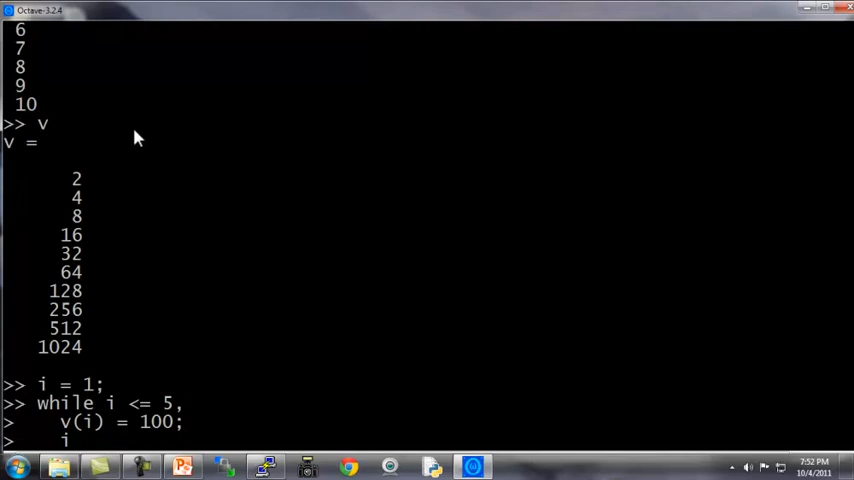 Octave-3.2.4
6
7
8
9
10
>> v
v =
2
4
8
16
32
64
128
256
512
1024
>> i = 1;
>> while i <= 5,
>    v(i) = 100;
>    i
7:52 PM
10/4/2011